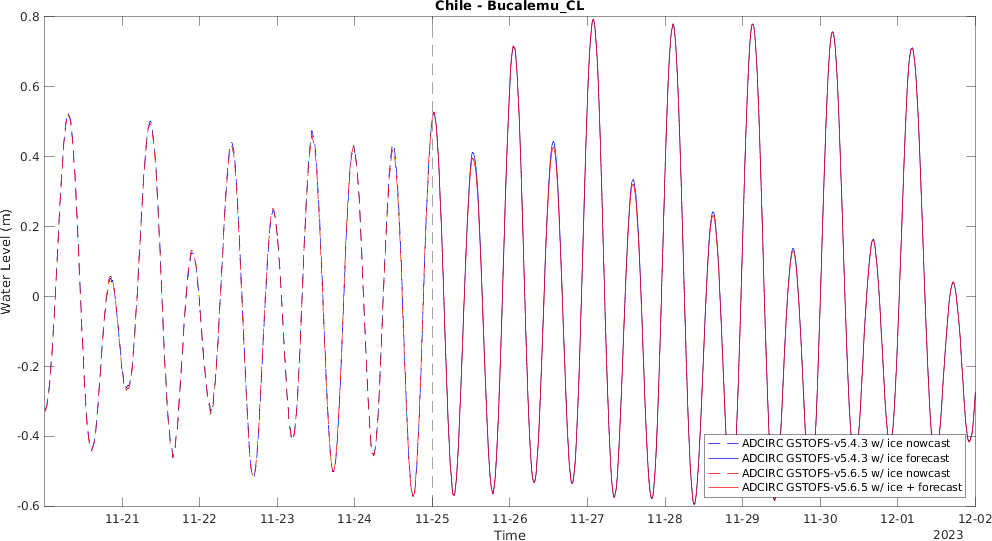 Chile - Bucalemu_CL
Water Level (m)
0.8
0.6
0.4
0.2
0
-0.2
-0.4
-0.6
ADCIRC GSTOFS-v5.4.3 w/ ice nowcast
ADCIRC GSTOFS-v5.4.3 w/ ice forecast
ADCIRC GSTOFS-v5.6.5 w/ ice nowcast
ADCIRC GSTOFS-v5.6.5 w/ ice + forecast
11-21 11-22 11-23 11-24 11-25 11-26 11-27 11-28 11-29 11-30 12-01 12-02
Time
2023